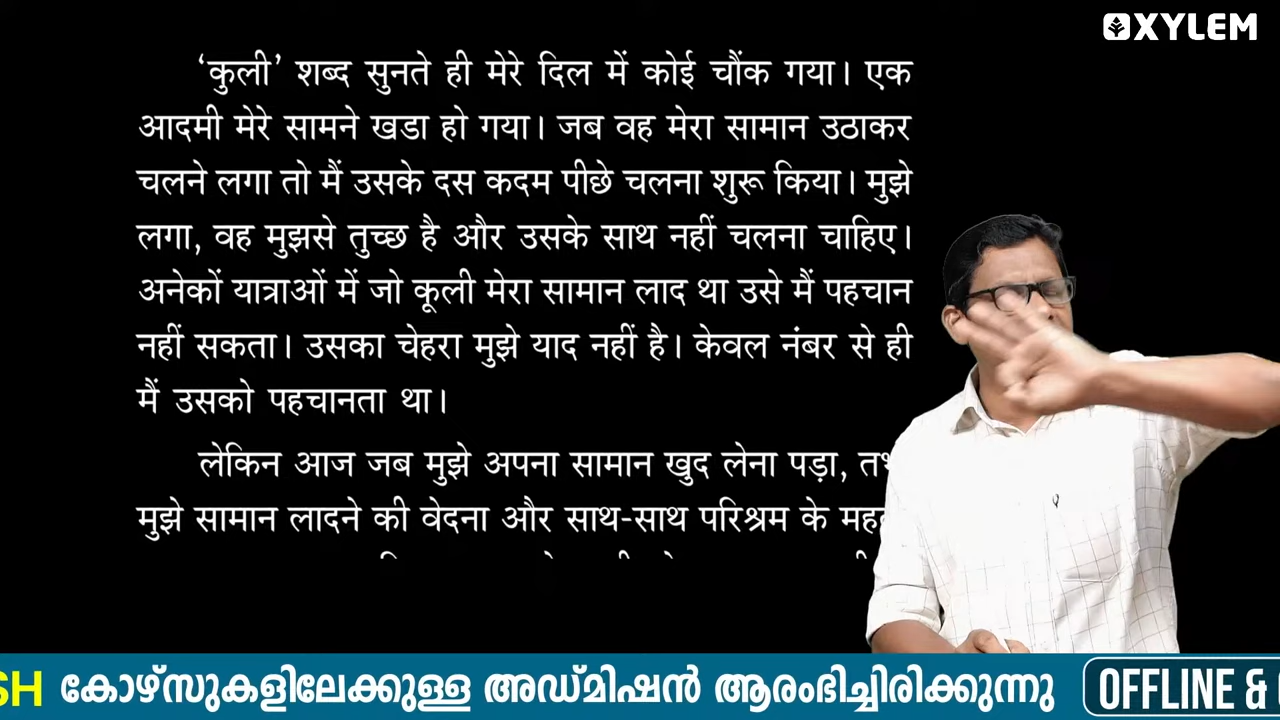 OXYLEM
‘कुली’ शब्द सुनते ही मेरे दिल में कोई चौंक गया। एक
आदमी मेरे सामने खडा हो गया। जब वह मेरा सामान उठाकर
चलने लगा तो मैं उसके दस कदम पीछे चलना शुरू किया। मुझे
लगा, वह मुझसे तुच्छ है और उसके साथ नहीं चलना चाहिए।
अनेकों यात्राओं में जो कूली मेरा सामान लाद था उसे मैं पहचान
नहीं सकता। उसका चेहरा मुझे याद नहीं है। केवल नंबर से ही
मैं उसको पहचानता था।
लेकिन आज जब मुझे अपना सामान खुद लेना पड़ा,
मुझे सामान लादने की वेदना और साथ-साथ परिश्रम के
SH കോഴ്സുകളിലേക്കുള്ള അഡ്മിഷൻ ആരംഭിച്ചിരിക്കുന്നു OFFLINE &